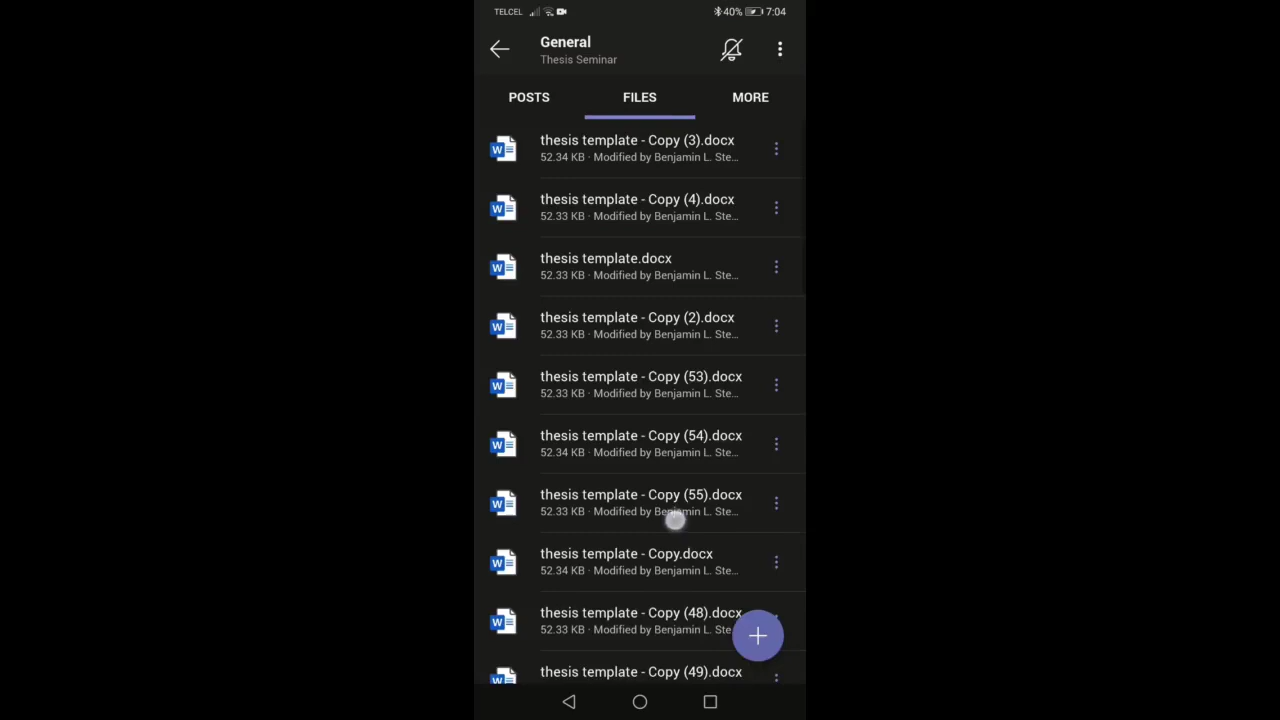 TELCEL 40% 7:04
General
Thesis Seminar
POSTS FILES MORE
thesis template - Copy (3).docx
52.34 KB · Modified by Benjamin L. Ste...
thesis template - Copy (4).docx
52.33 KB · Modified by Benjamin L. Ste...
thesis template.docx
52.33 KB · Modified by Benjamin L. Ste...
thesis template - Copy (2).docx
52.33 KB · Modified by Benjamin L. Ste...
thesis template - Copy (53).docx
52.33 KB · Modified by Benjamin L. Ste...
thesis template - Copy (54).docx
52.34 KB · Modified by Benjamin L. Ste...
thesis template - Copy (55).docx
52.33 KB · Modified by Benjamin L. Ste...
thesis template - Copy.docx
52.34 KB · Modified by Benjamin L. Ste...
thesis template - Copy (48).docx
52.33 KB · Modified by Benjamin L. Ste
thesis template - Copy (49).docx